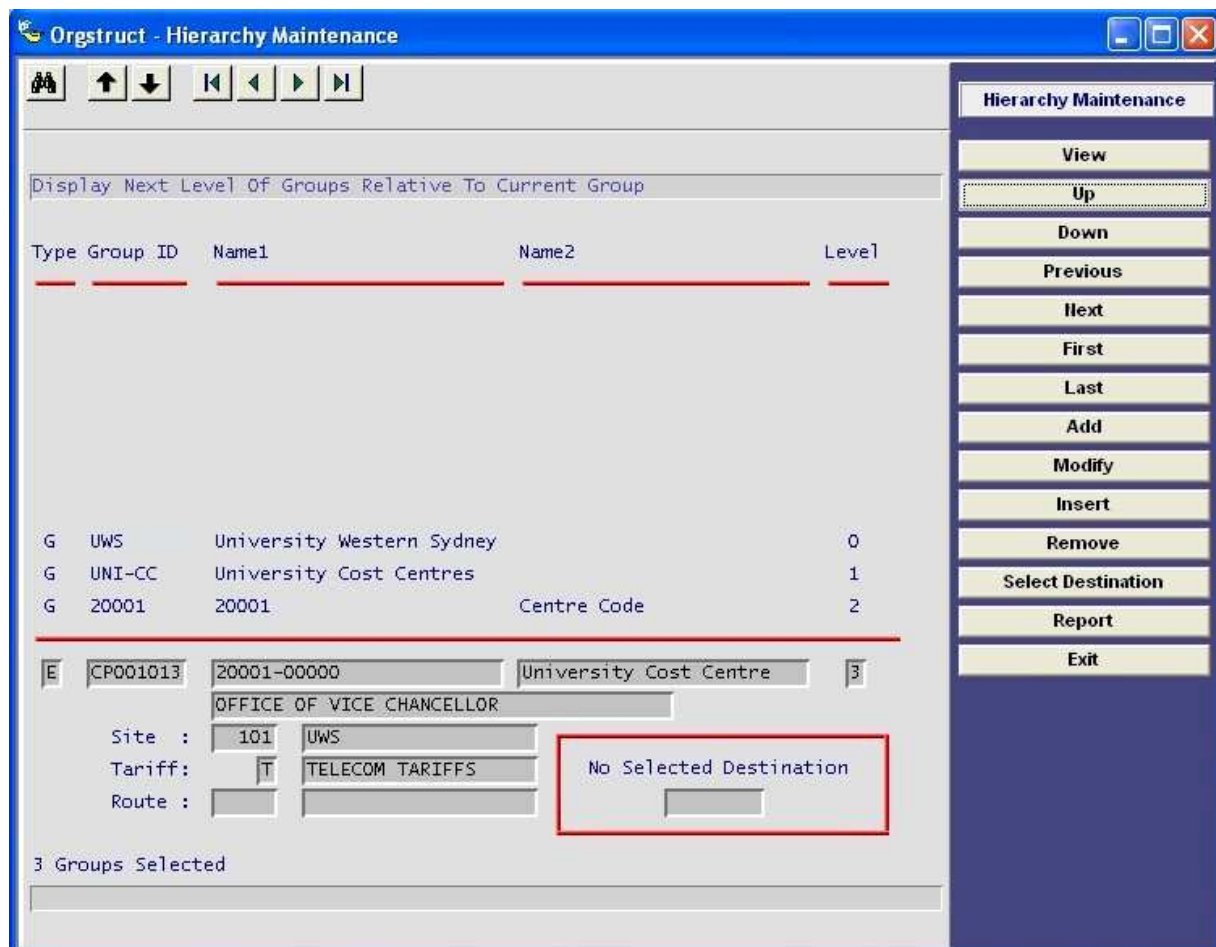 Orgstruct - Hierarchy Maintenance
Hierarchy Maintenance
View
Display Next Level Of Groups Relative To Current Group
Up
Down
Type Group ID Name1 Name2 Level
Previous
Next
First
Last
Add
Modify
Insert
G UWS University Western Sydney 0
Remove
G UNI-CC University Cost Centres 1
Select Destination
G 20001 20001 Centre Code 2
Report
Exit
E CP001013 20001-00000 University Cost Centre 3
OFFICE OF VICE CHANCELLOR
Site : 101 UWS
Tariff: T TELECOM TARIFFS No Selected Destination
Route :
3 Groups Selected